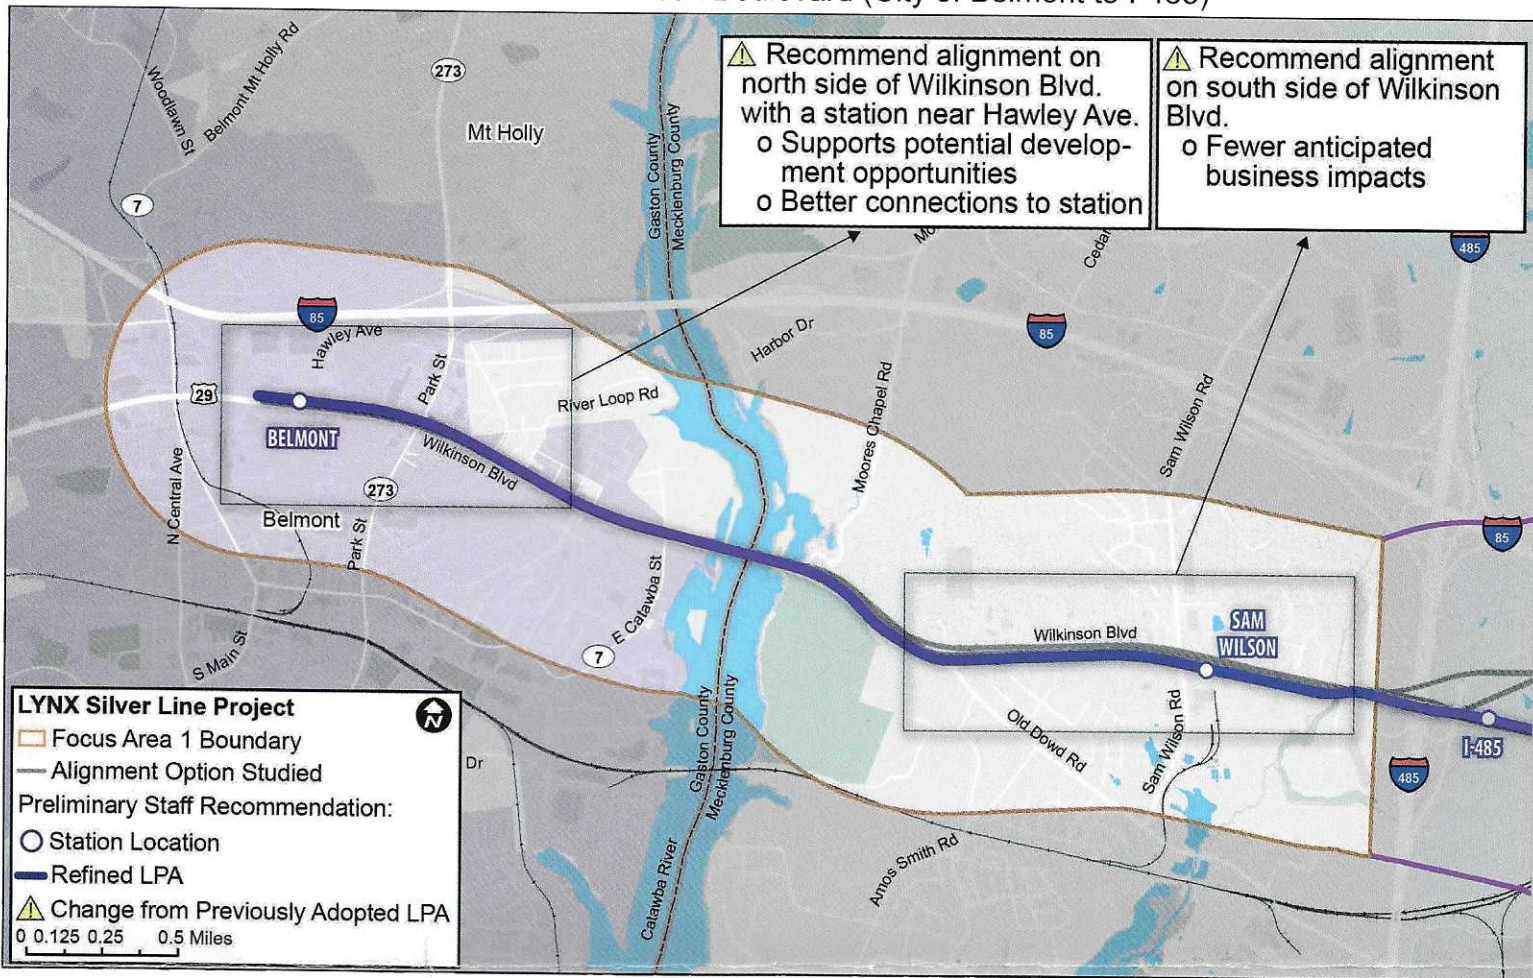 (City of Belmont to I-485)
⚠ Recommend alignment on
north side of Wilkinson Blvd.
with a station near Hawley Ave.
o Supports potential develop-
ment opportunities
o Better connections to station
⚠ Recommend alignment
on south side of Wilkinson
Blvd.
o Fewer anticipated
business impacts
273
Mt Holly
Woodlawn St
Belmont Mt Holly Rd
7
Gaston County
Mecklenburg County
Cedar
485
85
Hawley Ave
85
Harbor Dr
29
Park St
River Loop Rd
Moores Chapel Rd
Sam Wilson Rd
BELMONT
Wilkinson Blvd
N Central Ave
273
Belmont
Park St
85
E Catawba St
7
S Main St
Wilkinson Blvd
SAM
WILSON
Old Dowd Rd
Sam Wilson Rd
I-485
485
Gaston County
Mecklenburg County
Dr
Catawba River
Amos Smith Rd
LYNX Silver Line Project
N
Focus Area 1 Boundary
Alignment Option Studied
Preliminary Staff Recommendation:
Station Location
Refined LPA
⚠ Change from Previously Adopted LPA
0 0.125 0.25 0.5 Miles